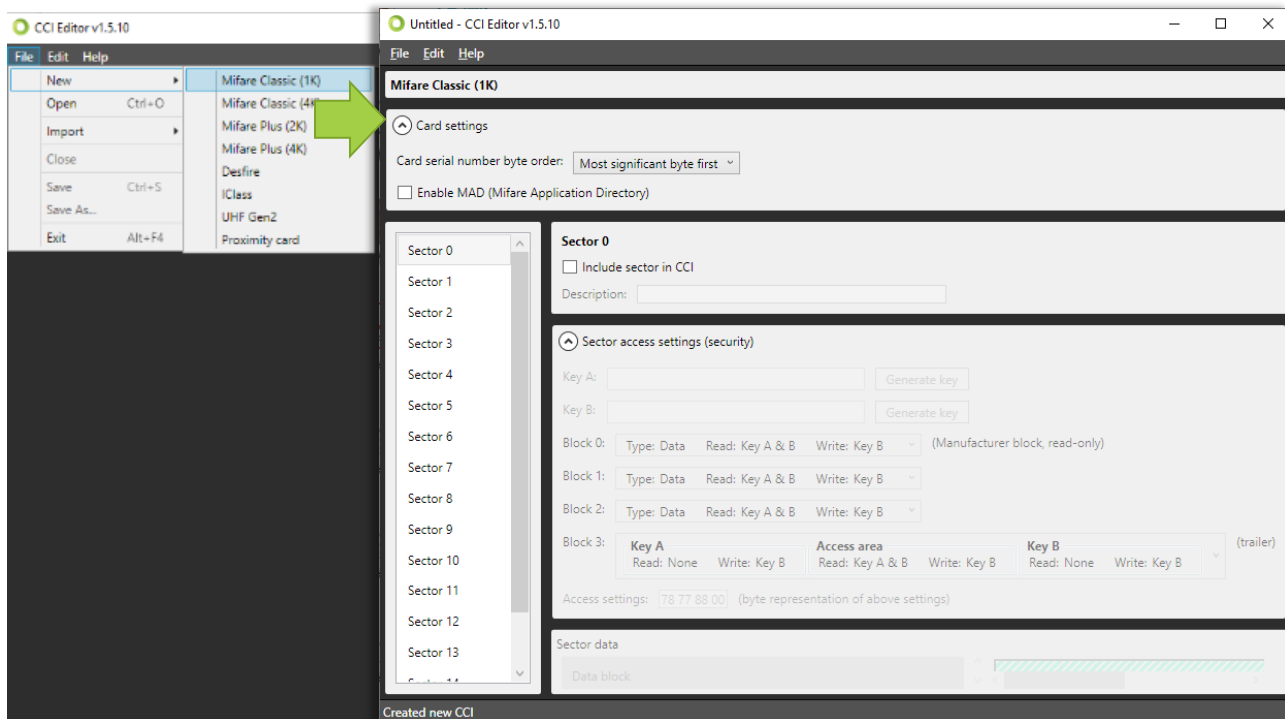 CCI Editor v1.5.10
File Edit Help
New
Open Ctrl+O
Import
Close
Save Ctrl+S
Save As...
Exit Alt+F4
Mifare Classic (1K)
Mifare Classic (4K)
Mifare Plus (2K)
Mifare Plus (4K)
Desfire
IClass
UHF Gen2
Proximity card
Untitled - CCI Editor v1.5.10
File Edit Help
Mifare Classic (1K)
Card settings
Card serial number byte order: Most significant byte first
Enable MAD (Mifare Application Directory)
Sector 0
Sector 1
Sector 2
Sector 3
Sector 4
Sector 5
Sector 6
Sector 7
Sector 8
Sector 9
Sector 10
Sector 11
Sector 12
Sector 13
Sector 14
Sector 0
Include sector in CCI
Description:
Sector access settings (security)
Key A: Generate key
Key B: Generate key
Block 0: Type: Data Read: Key A & B Write: Key B (Manufacturer block, read-only)
Block 1: Type: Data Read: Key A & B Write: Key B
Block 2: Type: Data Read: Key A & B Write: Key B
Block 3: Key A Access area Key B (trailer)
Read: None Write: Key B Read: Key A & B Write: Key B Read: None Write: Key B
Access settings: 78 77 88 00 (byte representation of above settings)
Sector data
Data block
Created new CCI